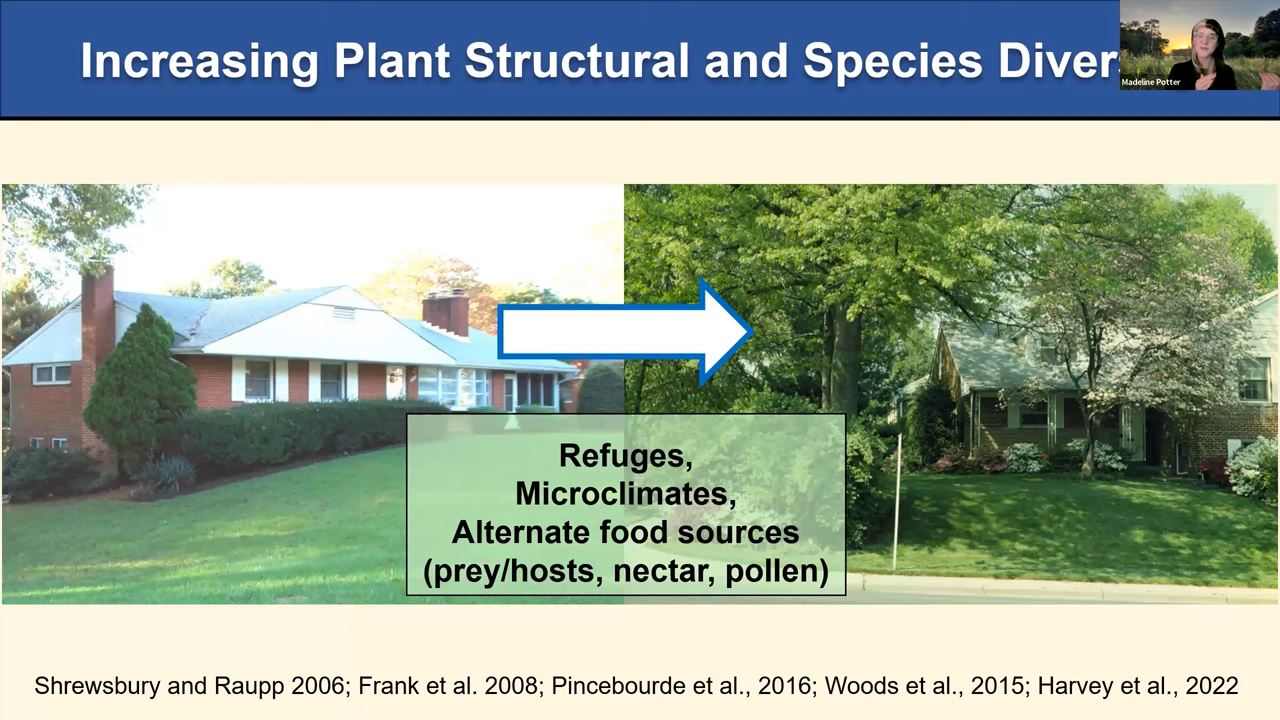 Increasing Plant Structural and Species
Madeline Potter
Refuges,
Microclimates,
Alternate food sources
(prey/hosts, nectar, pollen)
Shrewsbury and Raupp 2006; Frank et al. 2008; Pincebourde et al., 2016; Woods et al., 2015; Harvey et al., 2022